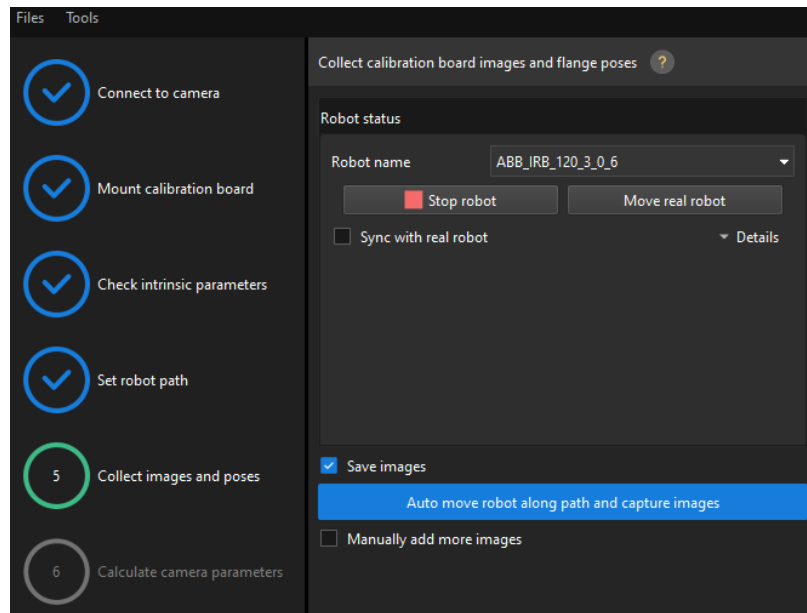 Files Tools
Connect to camera
Mount calibration board
Check intrinsic parameters
Set robot path
5 Collect images and poses
6 Calculate camera parameters
Collect calibration board images and flange poses ?
Robot status
Robot name ABB_IRB_120_3_0_6
Stop robot Move real robot
Sync with real robot Details
Save images
Auto move robot along path and capture images
Manually add more images